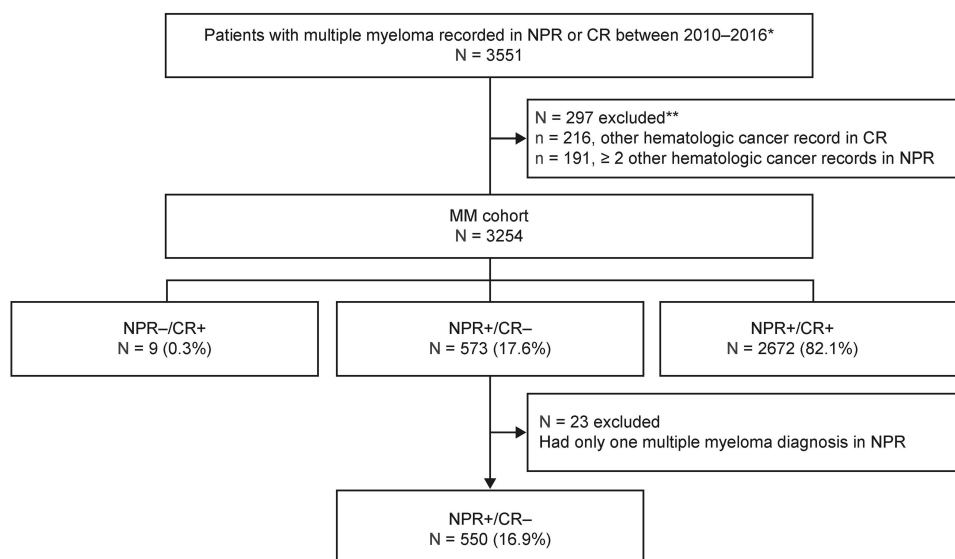 Patients with multiple myeloma recorded in NPR or CR between 2010–2016*
N = 3551
N = 297 excluded**
n = 216, other hematologic cancer record in CR
n = 191, ≥ 2 other hematologic cancer records in NPR
MM cohort
N = 3254
NPR–/CR+
N = 9 (0.3%)
NPR+/CR–
N = 573 (17.6%)
NPR+/CR+
N = 2672 (82.1%)
N = 23 excluded
Had only one multiple myeloma diagnosis in NPR
NPR+/CR–
N = 550 (16.9%)